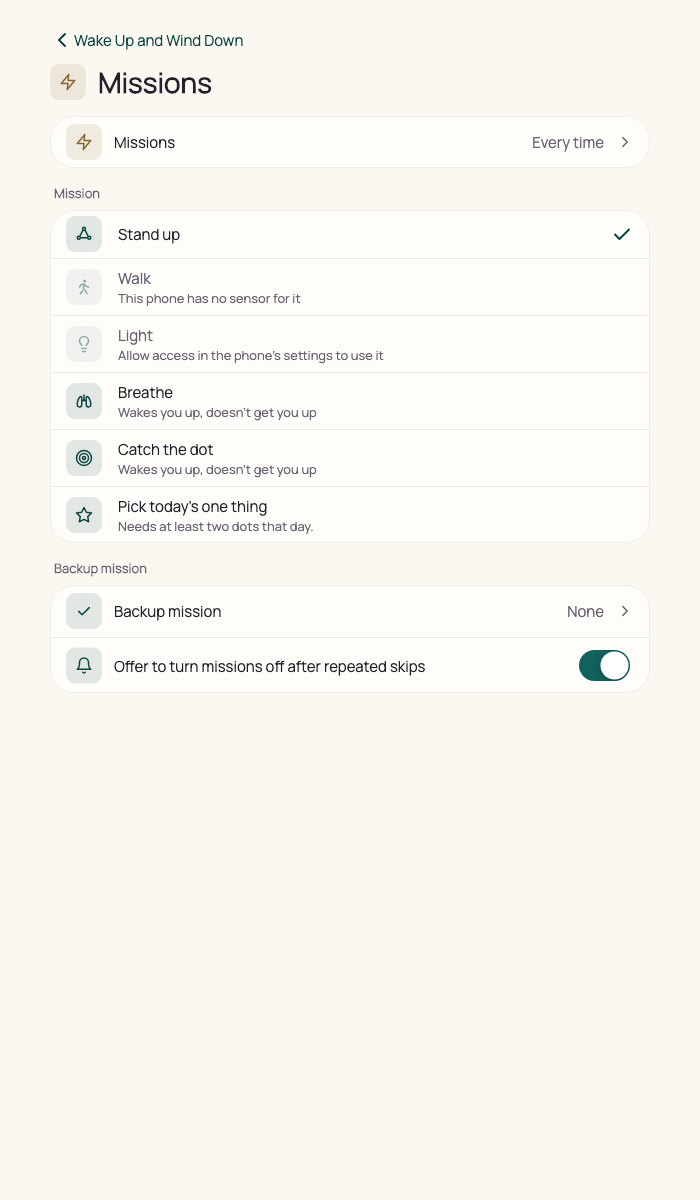 Wake Up and Wind Down
Missions
Missions
Every time
Mission
Stand up
Walk
This phone has no sensor for it
Light
Allow access in the phone's settings to use it
Breathe
Wakes you up, doesn't get you up
Catch the dot
Wakes you up, doesn't get you up
Pick today's one thing
Needs at least two dots that day.
Backup mission
Backup mission
None
Offer to turn missions off after repeated skips